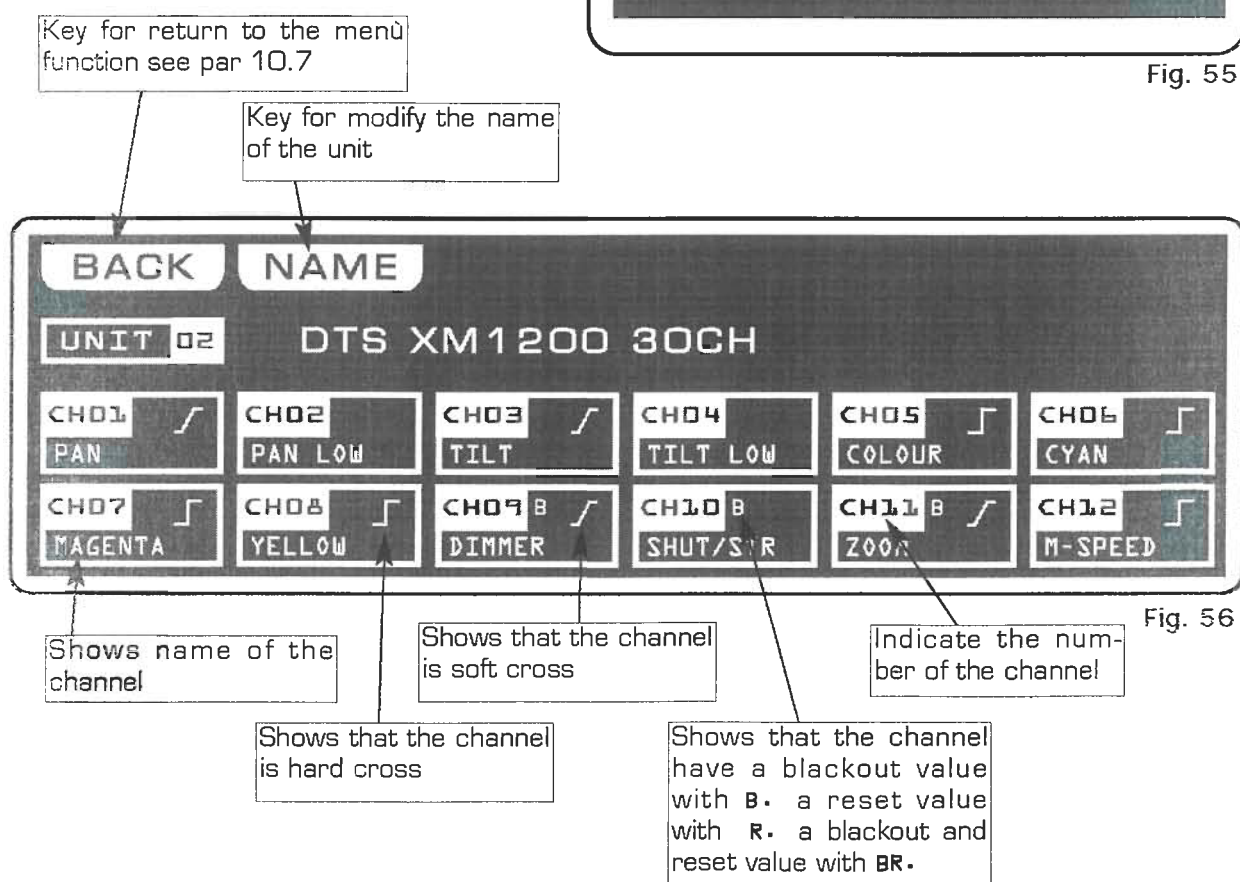 Fig. 55
Key for return to the menù
function see par 10.7
Key for modify the name
of the unit
BACK NAME
UNIT 02 DTS XM1200 30CH
CH01 CH02 CH03 CH04 CH05 CH06
PAN PAN LOW TILT TILT LOW COLOUR CYAN
CH07 CH08 CH09 B CH10 B CH11 B CH12
MAGENTA YELLOW DIMMER SHUT/STR ZOOM M-SPEED
Fig. 56
Shows name of the
channel
Shows that the channel
is hard cross
Shows that the channel
is soft cross
Shows that the channel
have a blackout value
with B. a reset value
with R. a blackout and
reset value with BR.
Indicate the num-
ber of the channel